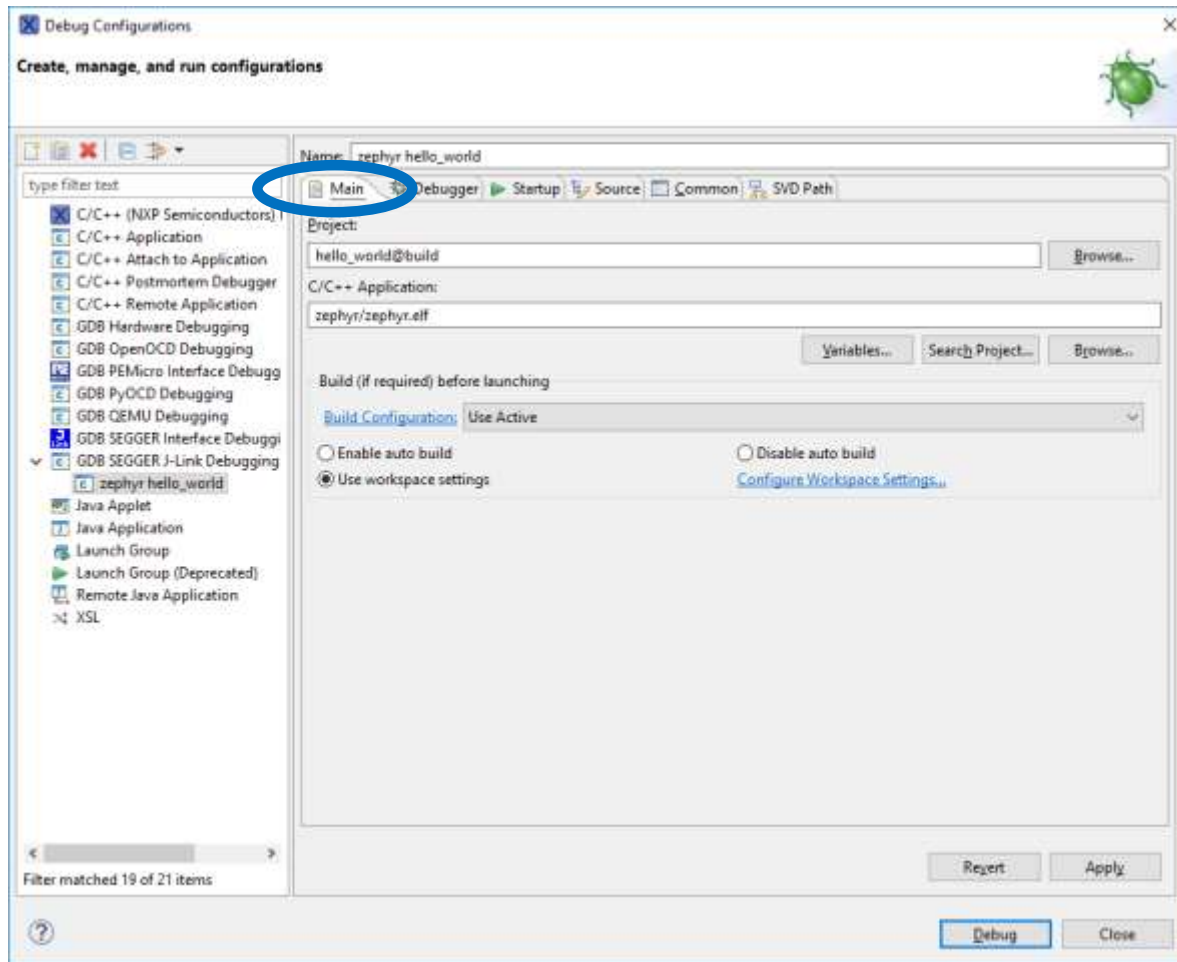 Debug Configurations
Create, manage, and run configurations
Name: zephyr hello_world
type filter text
C/C++ (NXP Semiconductors)
C/C++ Application
C/C++ Attach to Application
C/C++ Postmortem Debugger
C/C++ Remote Application
GDB Hardware Debugging
GDB OpenOCD Debugging
GDB PEMicro Interface Debugg
GDB PyOCD Debugging
GDB QEMU Debugging
GDB SEGGER Interface Debuggi
GDB SEGGER J-Link Debugging
zephyr hello_world
Java Applet
Java Application
Launch Group
Launch Group (Deprecated)
Remote Java Application
XSL
Filter matched 19 of 21 items
Main Debugger Startup Source Common SVD Path
Project:
hello_world@build Browse...
C/C++ Application:
zephyr/zephyr.elf
Variables... Search Project... Browse...
Build (if required) before launching
Build Configuration: Use Active
Enable auto build Disable auto build
Use workspace settings Configure Workspace Settings...
Revert Apply
Debug Close